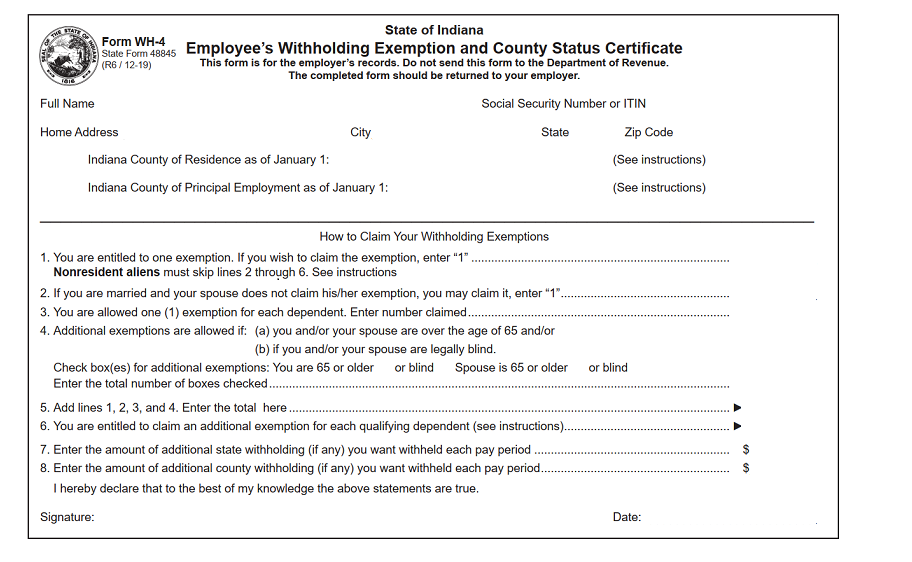 State of Indiana
Form WH-4
State Form 48845
(R6 / 12-19)
Employee's Withholding Exemption and County Status Certificate
This form is for the employer's records. Do not send this form to the Department of Revenue.
The completed form should be returned to your employer.
SEAL OF THE STATE OF INDIANA
1816
Full Name Social Security Number or ITIN
Home Address City State Zip Code
Indiana County of Residence as of January 1: (See instructions)
Indiana County of Principal Employment as of January 1: (See instructions)
How to Claim Your Withholding Exemptions
1. You are entitled to one exemption. If you wish to claim the exemption, enter "1" ........................................
Nonresident aliens must skip lines 2 through 6. See instructions
2. If you are married and your spouse does not claim his/her exemption, you may claim it, enter "1"........................................
3. You are allowed one (1) exemption for each dependent. Enter number claimed........................................
4. Additional exemptions are allowed if: (a) you and/or your spouse are over the age of 65 and/or
(b) if you and/or your spouse are legally blind.
Check box(es) for additional exemptions: You are 65 or older or blind Spouse is 65 or older or blind
Enter the total number of boxes checked........................................
5. Add lines 1, 2, 3, and 4. Enter the total here........................................ ►
6. You are entitled to claim an additional exemption for each qualifying dependent (see instructions)........................................ ►
7. Enter the amount of additional state withholding (if any) you want withheld each pay period ........................................ $
8. Enter the amount of additional county withholding (if any) you want withheld each pay period........................................ $
I hereby declare that to the best of my knowledge the above statements are true.
Signature: Date: